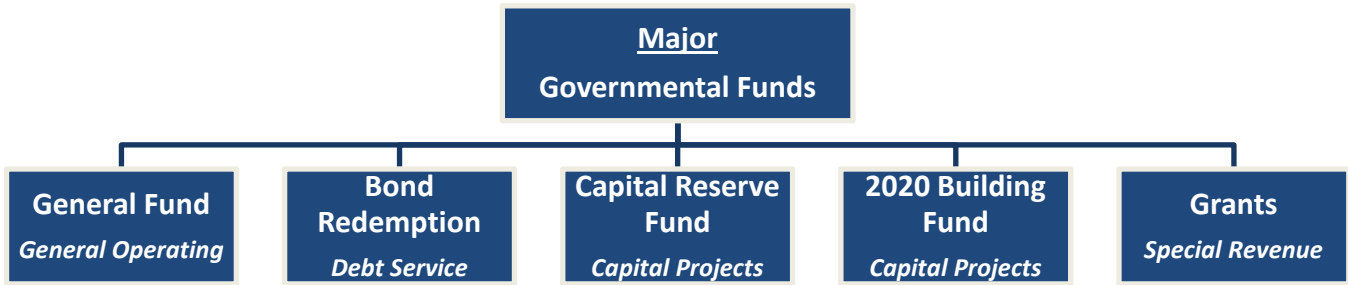 Major
Governmental Funds
General Fund
General Operating
Bond
Redemption
Debt Service
Capital Reserve
Fund
Capital Projects
2020 Building
Fund
Capital Projects
Grants
Special Revenue